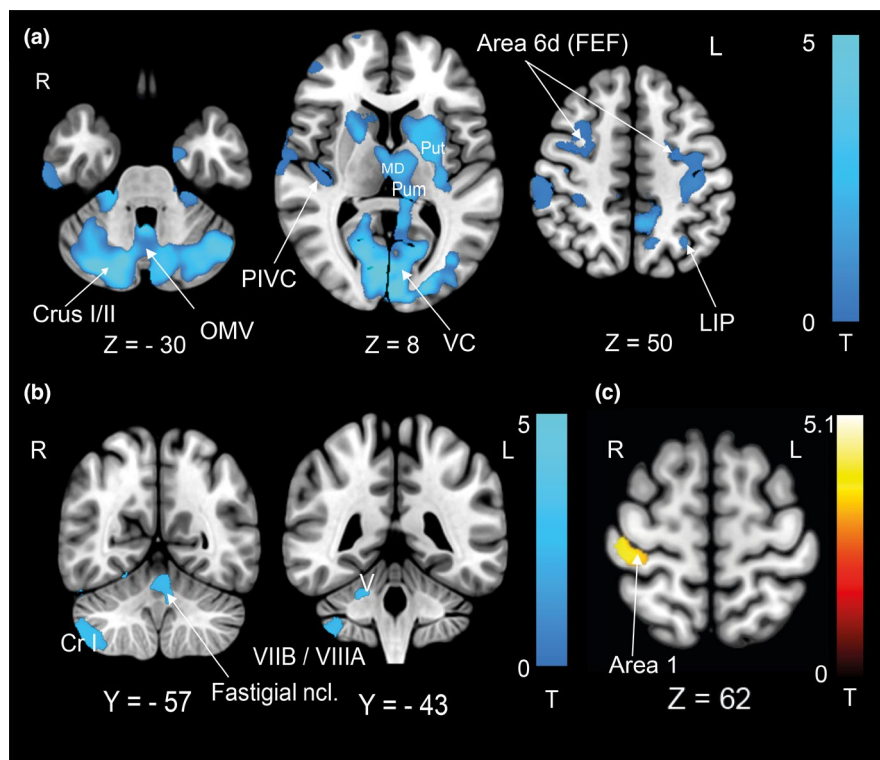 (a)
R
Area 6d (FEF)
L
5
Put
MD
Pum
PIVC
Crus I/II
OMV
VC
LIP
0
Z = - 30
Z = 8
Z = 50
T
(b)
(c)
R
L
5
R
L
5.1
V
Cr I
VIIB / VIIIA
Fastigial ncl.
Area 1
0
0
Y = - 57
Y = - 43
T
Z = 62
T